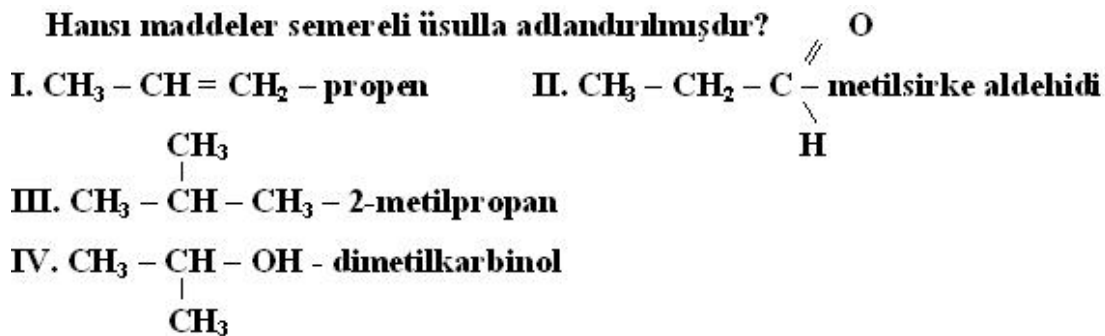 Hansı maddeler semereli üsulla adlandırılmışdır?
O
//
I. CH₃ – CH = CH₂ – propen II. CH₃ – CH₂ – C – metilsirke aldehidi
\
CH₃ H
|
III. CH₃ – CH – CH₃ – 2-metilpropan
IV. CH₃ – CH – OH - dimetilkarbinol
|
CH₃